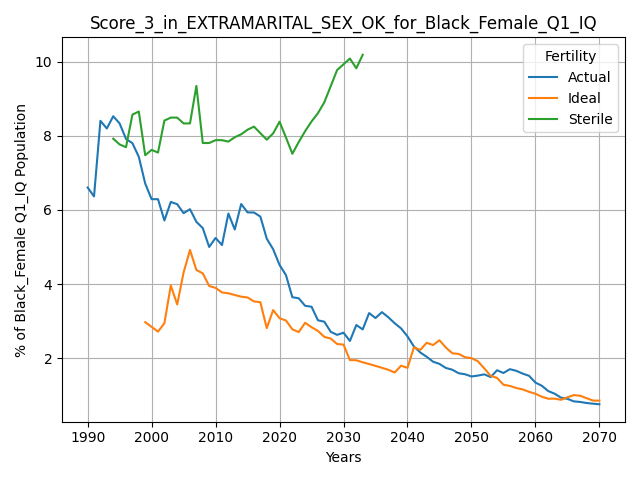 Score_3_in_EXTRAMARITAL_SEX_OK_for_Black_Female_Q1_IQ
% of Black_Female Q1_IQ Population
10
8
6
4
2
Fertility
Actual
Ideal
Sterile
1990 2000 2010 2020 2030 2040 2050 2060 2070
Years